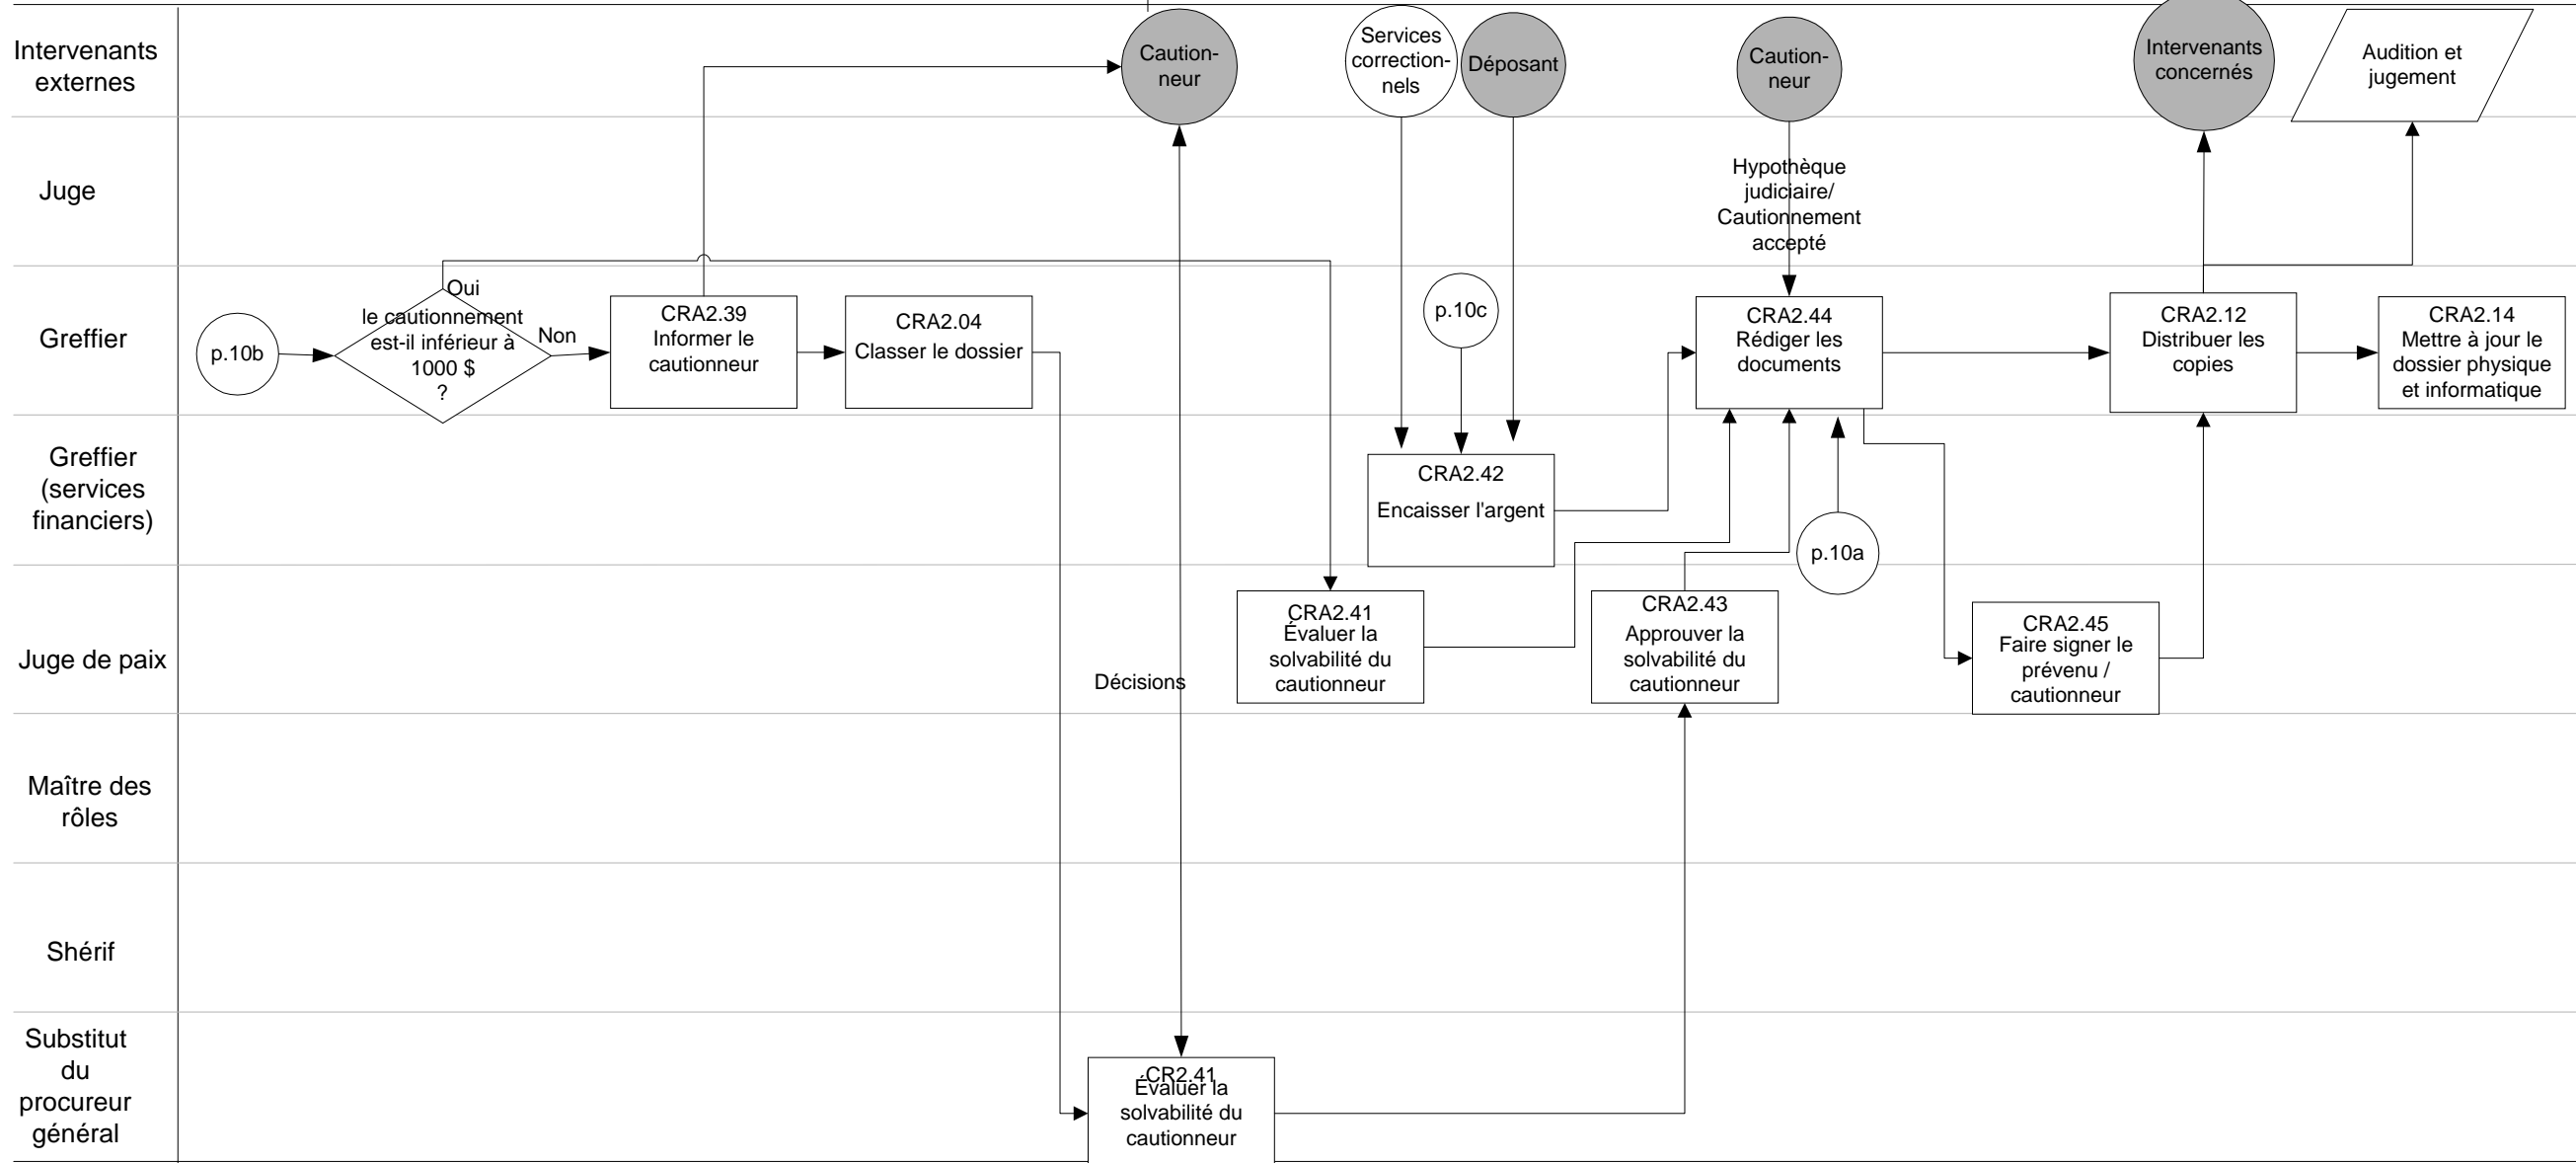 Intervenants
externes
Caution-
neur
Services
correction-
nels
Déposant
Caution-
neur
Intervenants
concernés
Audition et
jugement
Juge
Hypothèque
judiciaire/
Cautionnement
accepté
Greffier
p.10b
Oui
le cautionnement
est-il inférieur à
1000 $
?
Non
CRA2.39
Informer le
cautionneur
CRA2.04
Classer le dossier
p.10c
CRA2.44
Rédiger les
documents
CRA2.12
Distribuer les
copies
CRA2.14
Mettre à jour le
dossier physique
et informatique
Greffier
(services
financiers)
CRA2.42
Encaisser l'argent
p.10a
Juge de paix
Décisions
CRA2.41
Évaluer la
solvabilité du
cautionneur
CRA2.43
Approuver la
solvabilité du
cautionneur
CRA2.45
Faire signer le
prévenu /
cautionneur
Maître des
rôles
Shérif
Substitut
du
procureur
général
CR2.41
Évaluer la
solvabilité du
cautionneur